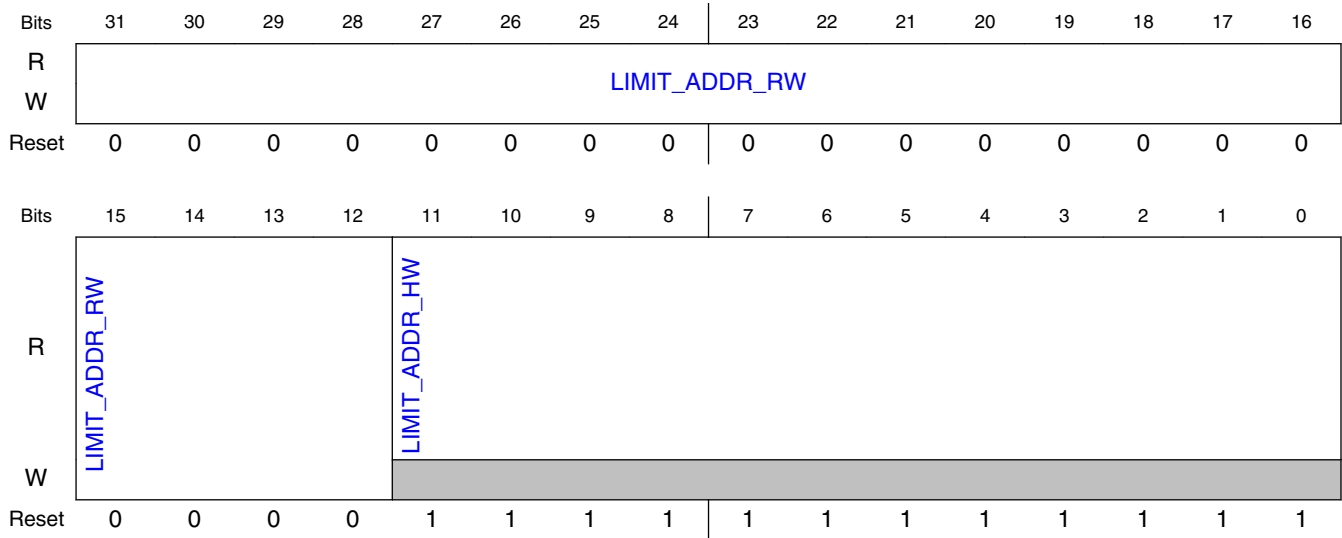 Bits 31 30 29 28 27 26 25 24 23 22 21 20 19 18 17 16
R
LIMIT_ADDR_RW
W
Reset 0 0 0 0 0 0 0 0 0 0 0 0 0 0 0 0
Bits 15 14 13 12 11 10 9 8 7 6 5 4 3 2 1 0
R
LIMIT_ADDR_RW
LIMIT_ADDR_HW
W
Reset 0 0 0 0 1 1 1 1 1 1 1 1 1 1 1 1